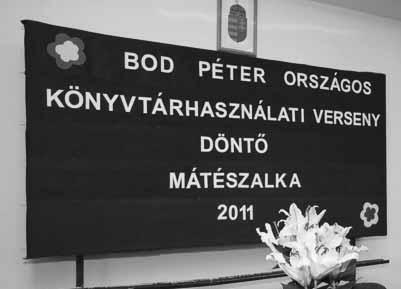 BOD PÉTER ORSZÁGOS
KÖNYVTÁRHASZNÁLATI VERSENY
DÖNTŐ
MÁTÉSZALKA
2011